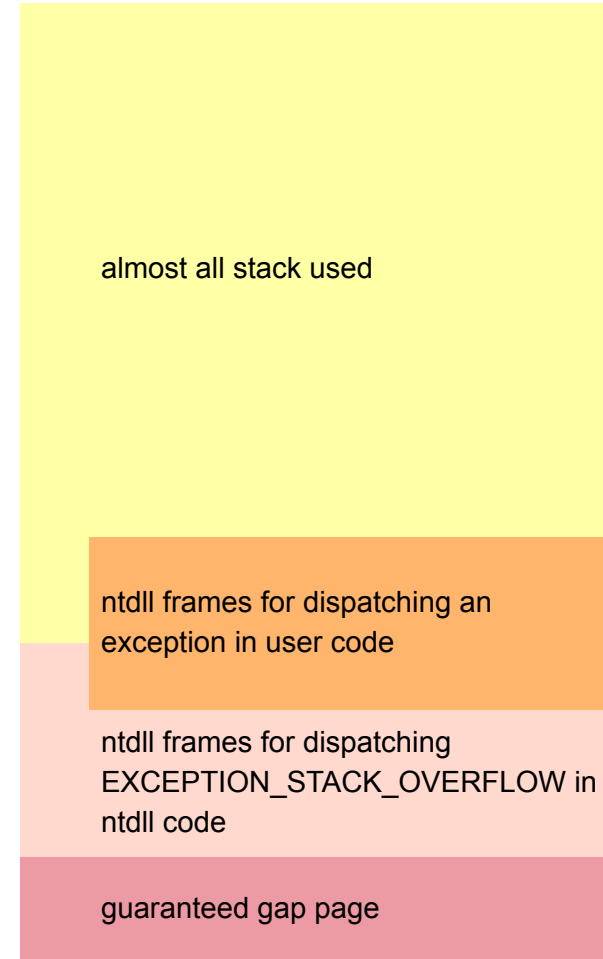 almost all stack used
ntdll frames for dispatching an
exception in user code
ntdll frames for dispatching
EXCEPTION_STACK_OVERFLOW in
ntdll code
guaranteed gap page